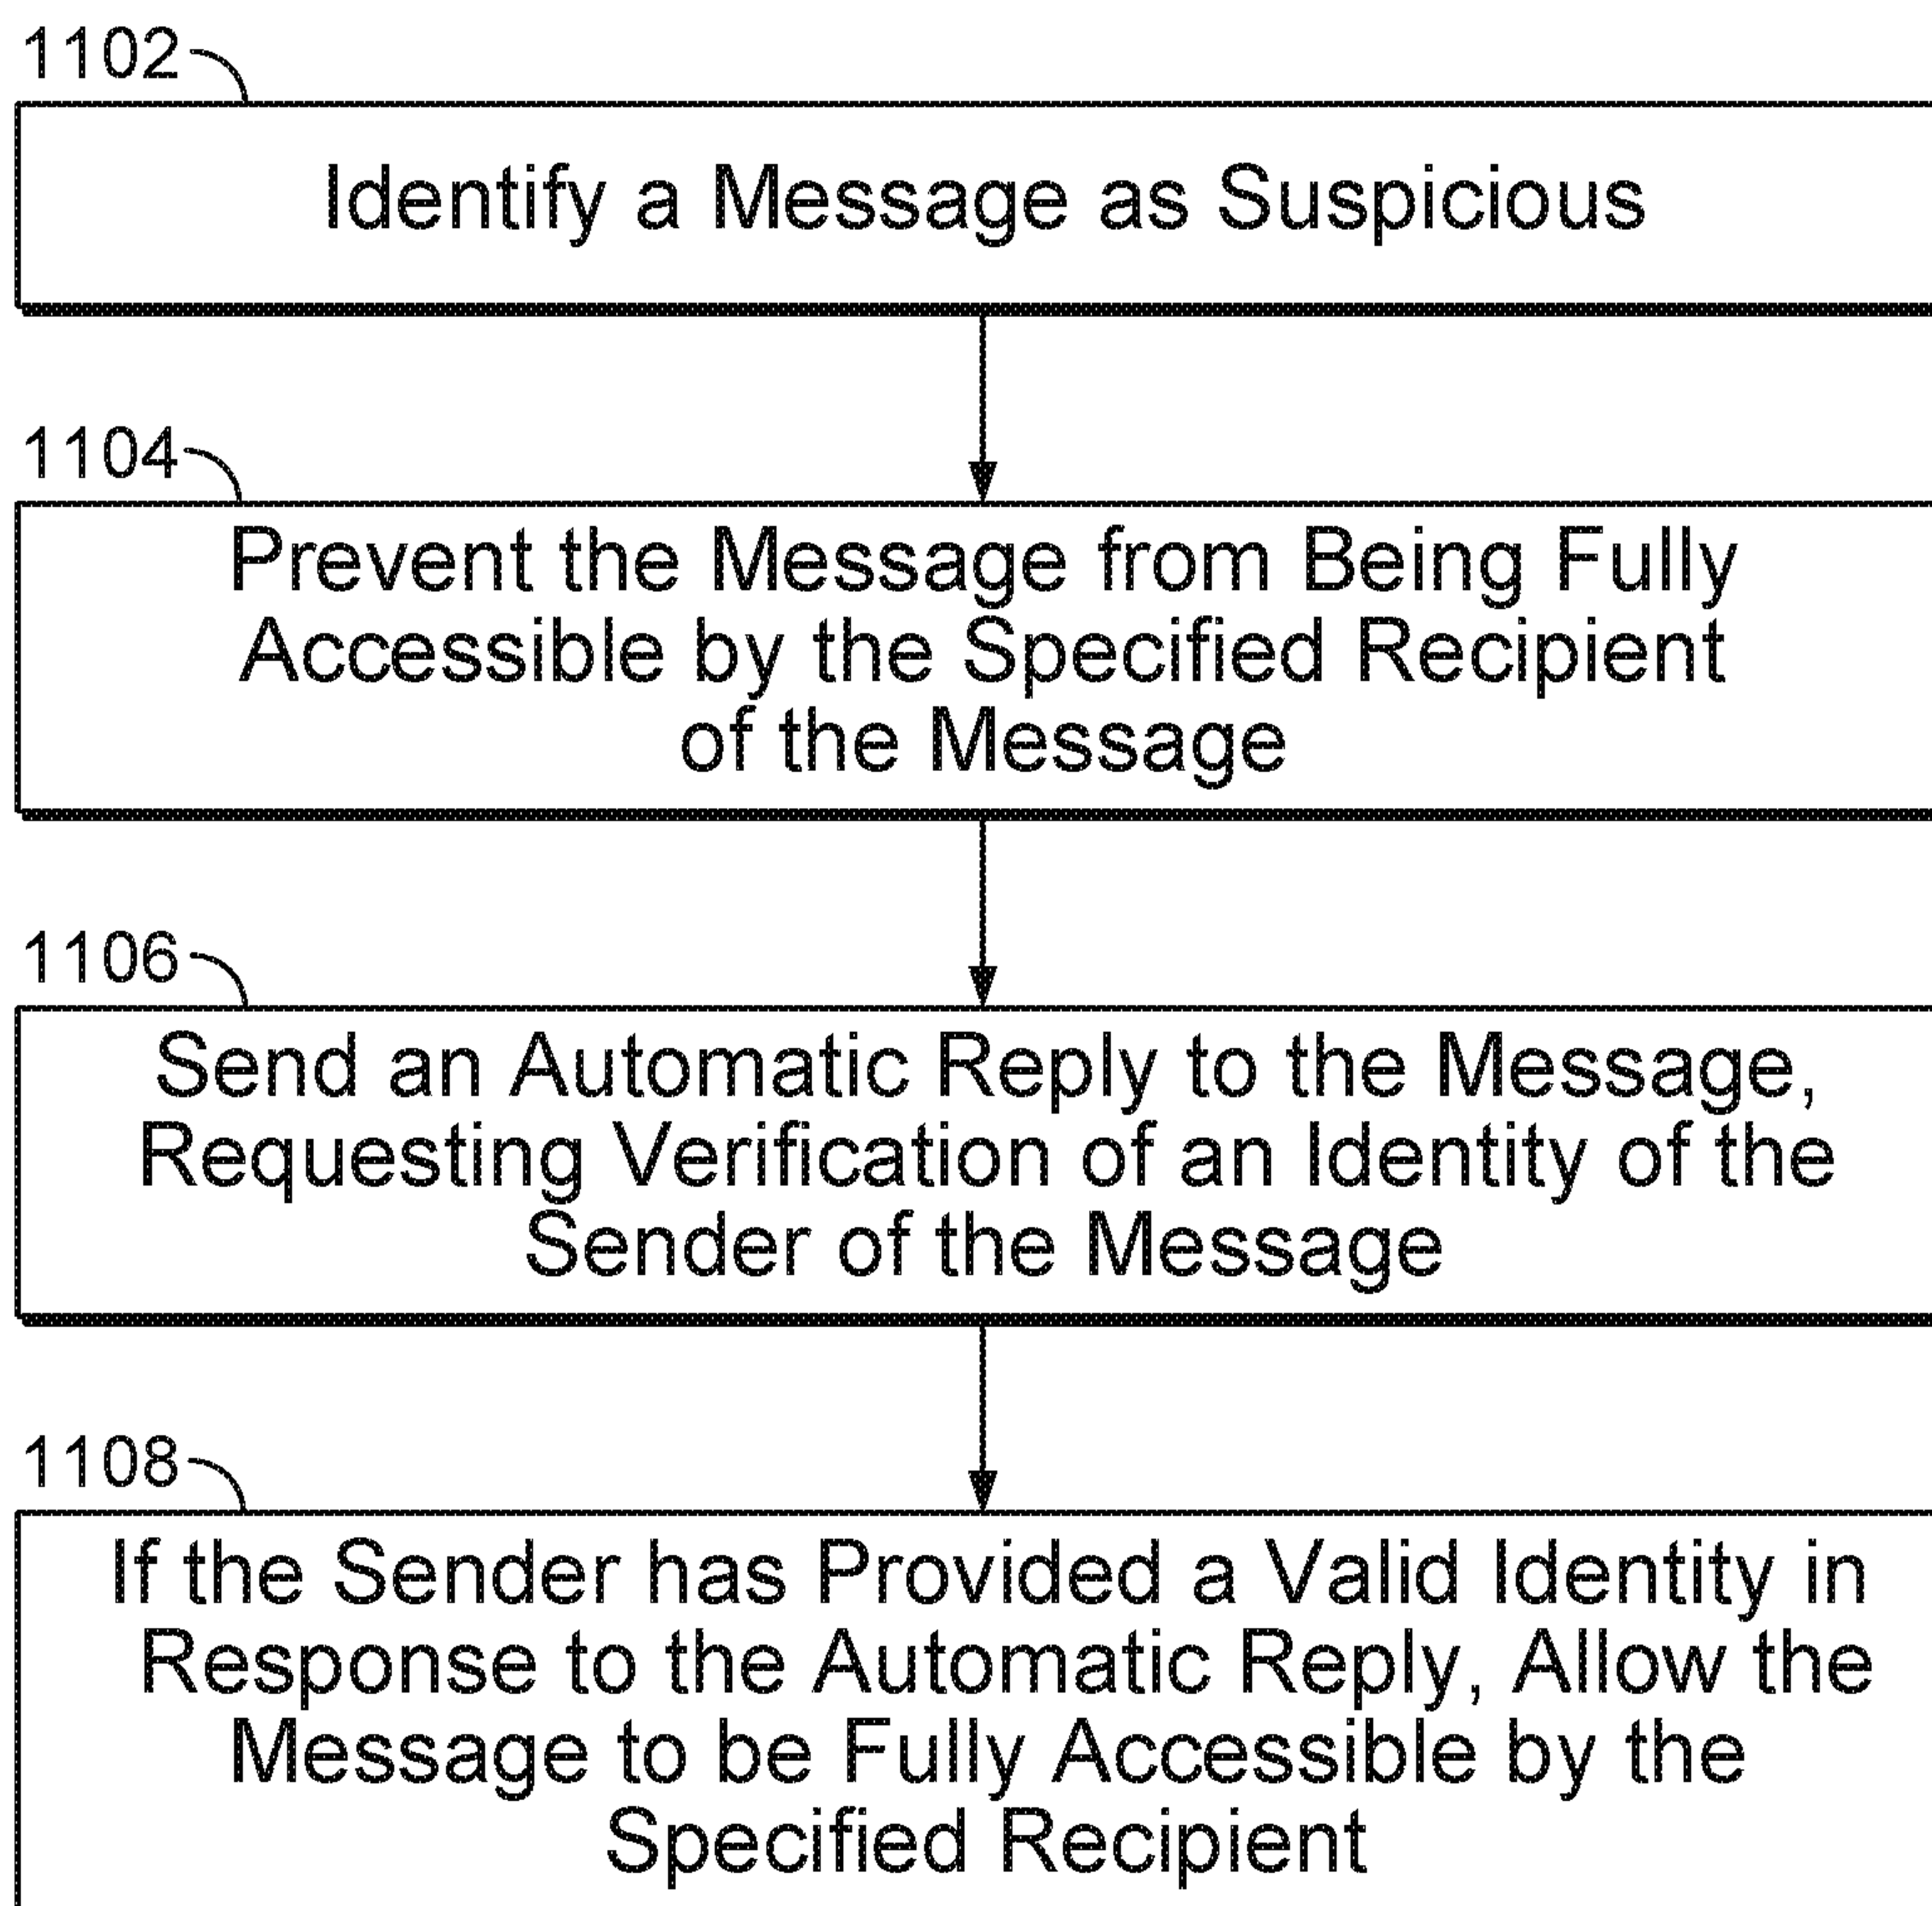 1102
Identify a Message as Suspicious
1104
Prevent the Message from Being Fully
Accessible by the Specified Recipient
of the Message
1106
Send an Automatic Reply to the Message,
Requesting Verification of an Identity of the
Sender of the Message
1108
If the Sender has Provided a Valid Identity in
Response to the Automatic Reply, Allow the
Message to be Fully Accessible by the
Specified Recipient